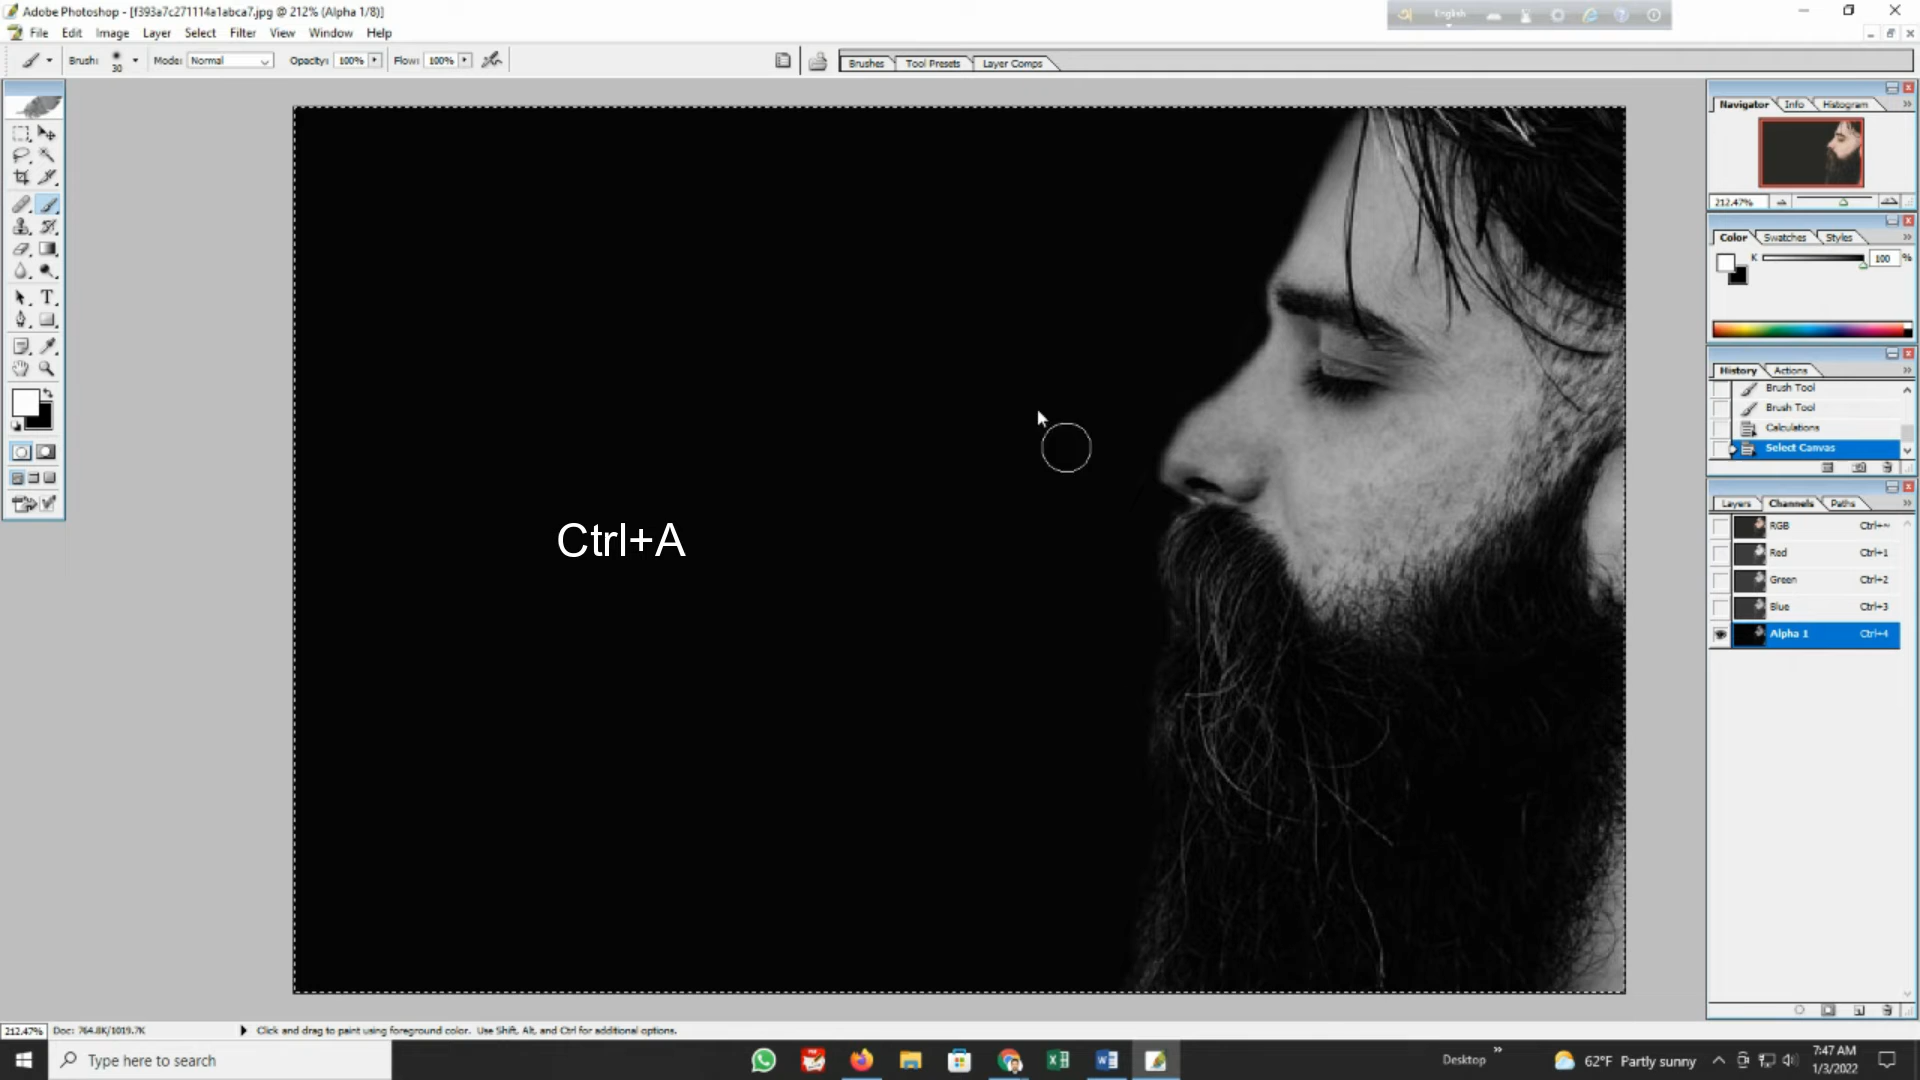 Adobe Photoshop - [f393a7c271114a1abca7.jpg @ 212% (Alpha 1/8)]
English
File Edit Image Layer Select Filter View Window Help
Brush: 30 Mode: Normal Opacity: 100% Flow: 100%
Brushes Tool Presets Layer Comps
Navigator Info Histogram
212.47%
Color Swatches Styles
K 100 %
History Actions
Brush Tool
Brush Tool
Calculations
Select Canvas
Layers Channels Paths
RGB Ctrl+~
Red Ctrl+1
Green Ctrl+2
Blue Ctrl+3
Alpha 1 Ctrl+4
T
Ctrl+A
212.47% Doc: 764.8K/1019.7K Click and drag to paint using foreground color. Use Shift, Alt, and Ctrl for additional options.
Type here to search
Desktop
62°F Partly sunny
7:47 AM
1/3/2022